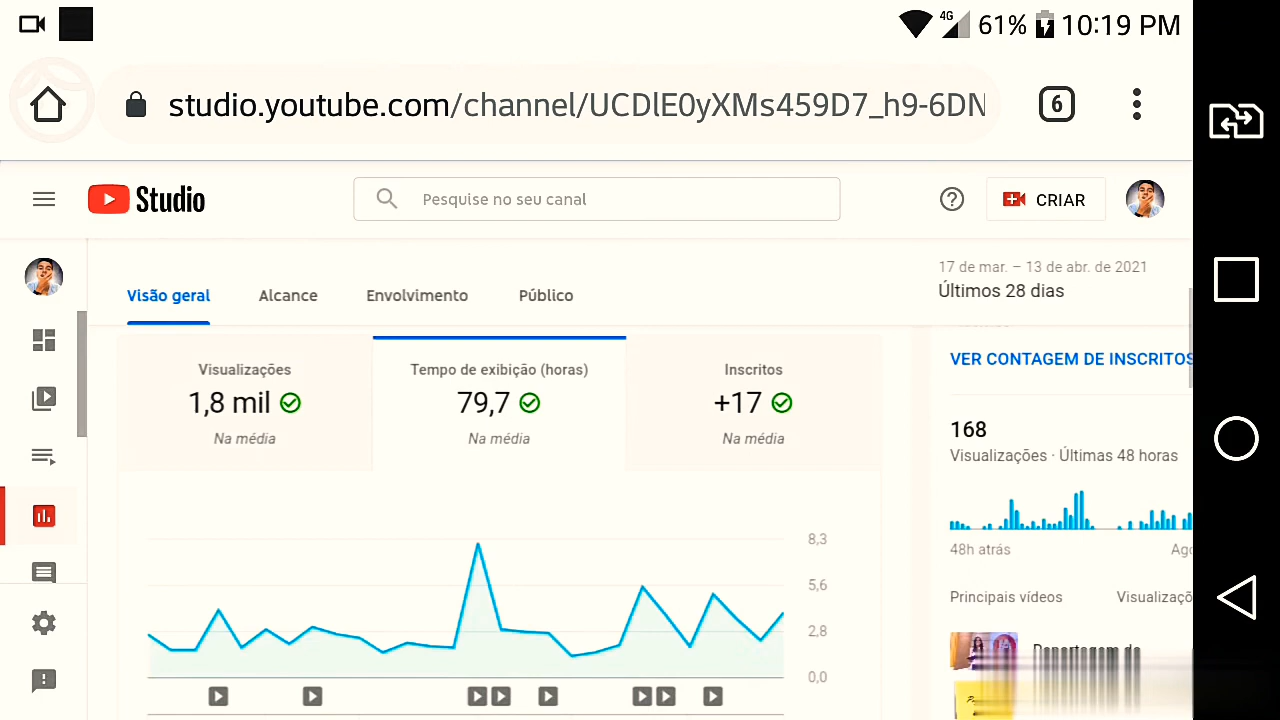 4G 61% 10:19 PM
studio.youtube.com/channel/UCDlE0yXMs459D7_h9-6DN
6
Studio
Pesquise no seu canal
CRIAR
Visão geral
Alcance
Envolvimento
Público
17 de mar. – 13 de abr. de 2021
Últimos 28 dias
Visualizações
1,8 mil
Na média
Tempo de exibição (horas)
79,7
Na média
Inscritos
+17
Na média
8,3
5,6
2,8
0,0
VER CONTAGEM DE INSCRITOS
168
Visualizações · Últimas 48 horas
48h atrás
Ago
Principais vídeos
Visualizaçõ